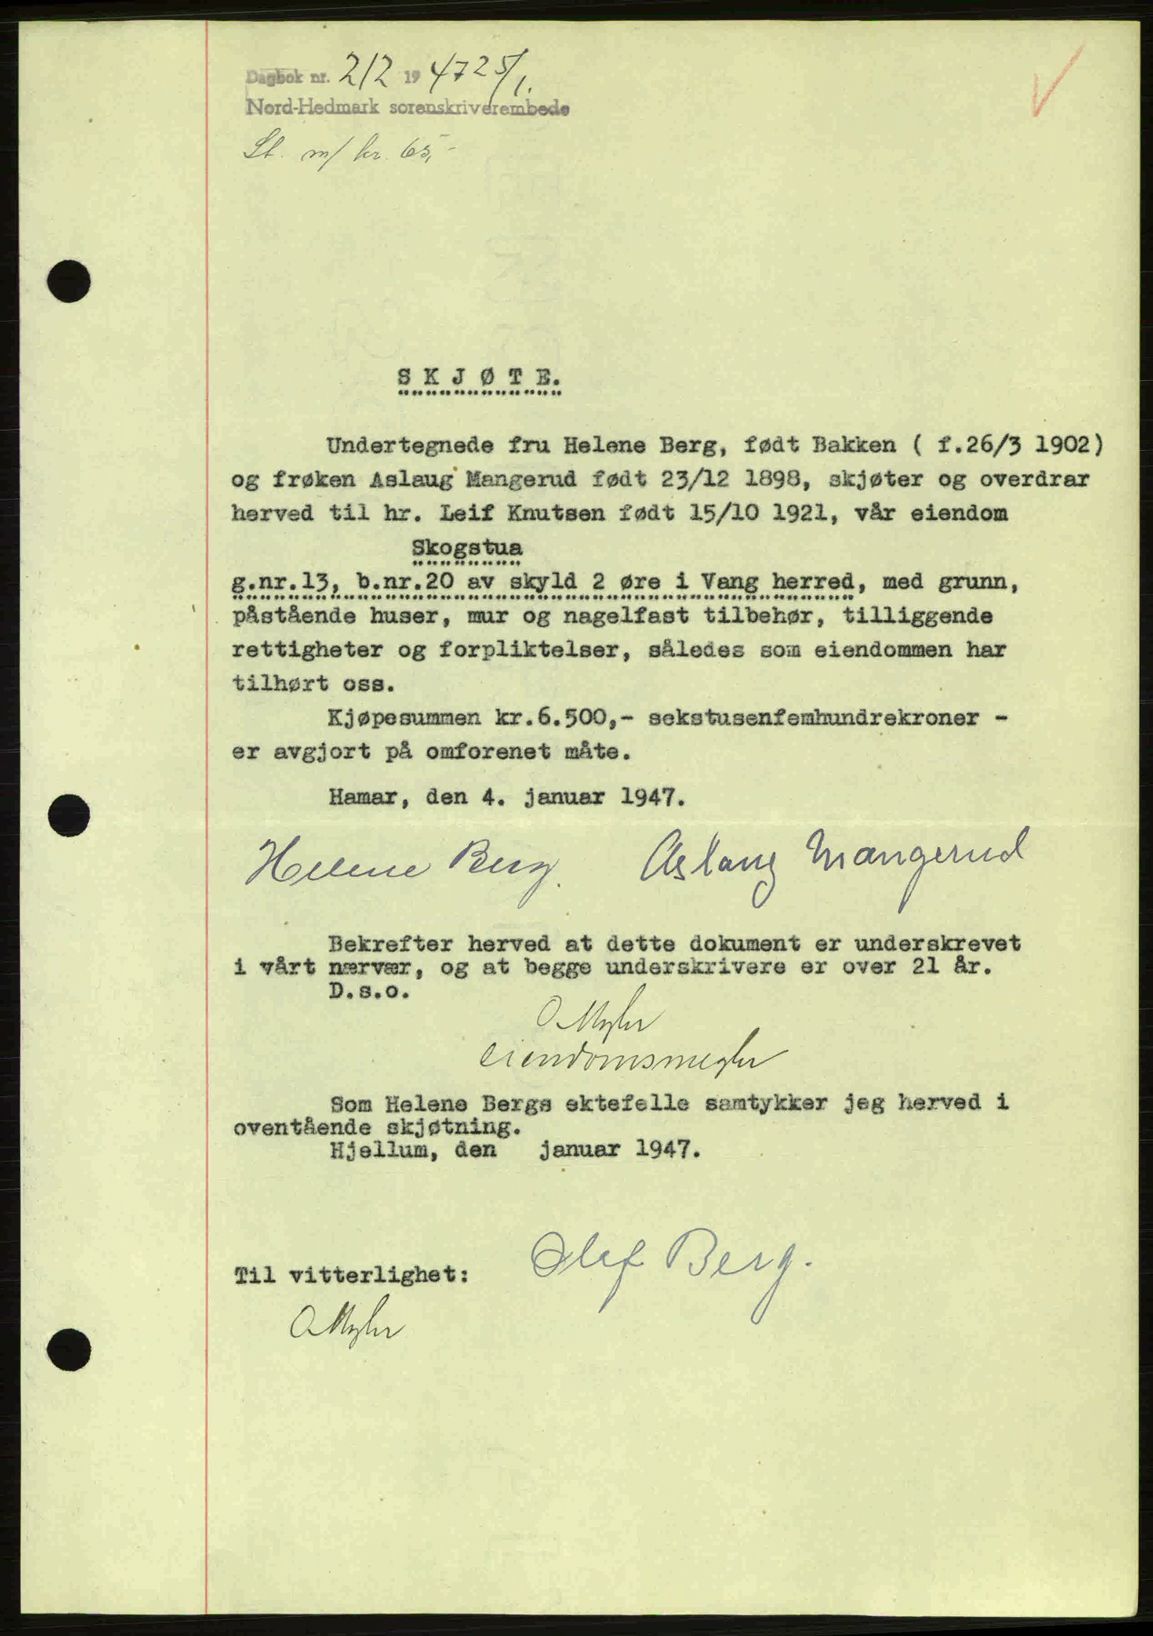 Dagbok nr. 212 19 47 25/1.
Nord-Hedmark sorenskriverembede
St. m/ kr. 65,-
SKJØTE.
Undertegnede fru Helene Berg, født Bakken ( f.26/3 1902)
og frøken Aslaug Mangerud født 23/12 1898, skjøter og overdrar
herved til hr. Leif Knutsen født 15/10 1921, vår eiendom
Skogstua
g.nr.13, b.nr.20 av skyld 2 øre i Vang herred, med grunn,
påstående huser, mur og nagelfast tilbehør, tilliggende
rettigheter og forpliktelser, således som eiendommen har
tilhørt oss.
Kjøpesummen kr.6.500,- sekstusenfemhundrekroner -
er avgjort på omforenet måte.
Hamar, den 4. januar 1947.
Helene Berg. Aslaug Mangerud
Bekrefter herved at dette dokument er underskrevet
i vårt nærvær, og at begge underskrivere er over 21 år.
D.s.o.
O Myhr
eiendomsmegler
Som Helene Bergs ektefelle samtykker jeg herved i
oventående skjøtning.
Hjellum, den januar 1947.
Olaf Berg.
Til vitterlighet:
O Myhr